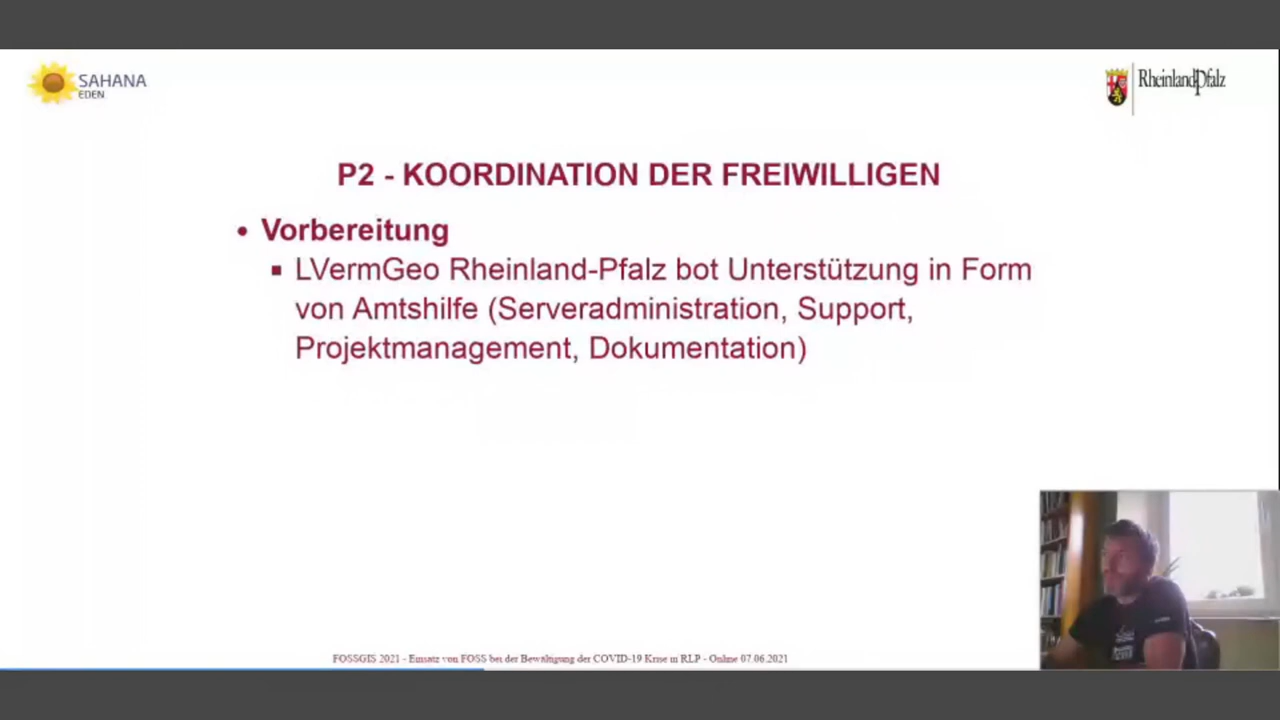 SAHANA
EDEN
RheinlandPfalz
P2 - KOORDINATION DER FREIWILLIGEN
• Vorbereitung
▪ LVermGeo Rheinland-Pfalz bot Unterstützung in Form
von Amtshilfe (Serveradministration, Support,
Projektmanagement, Dokumentation)
FOSSGIS 2021 - Einsatz von FOSS bei der Bewältigung der COVID-19 Krise in RLP - Online 07.06.2021